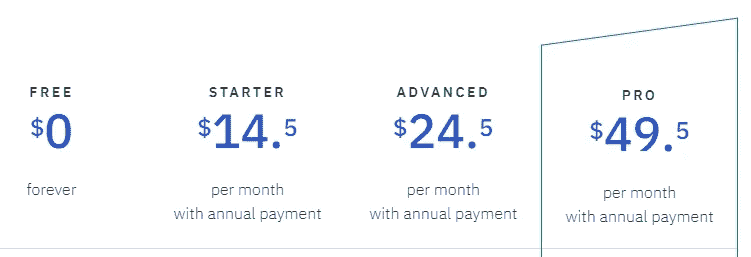 FREE
$0
forever
STARTER
$14.5
per month
with annual payment
ADVANCED
$24.5
per month
with annual payment
PRO
$49.5
per month
with annual payment